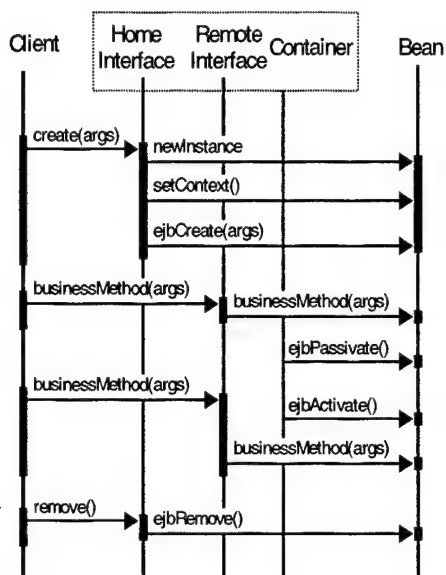 Client
Home
Interface
Remote
Interface
Container
Bean
create(args)
newInstance
setContext()
ejbCreate(args)
businessMethod(args)
businessMethod(args)
ejbPassivate()
businessMethod(args)
ejbActivate()
businessMethod(args)
remove()
ejbRemove()